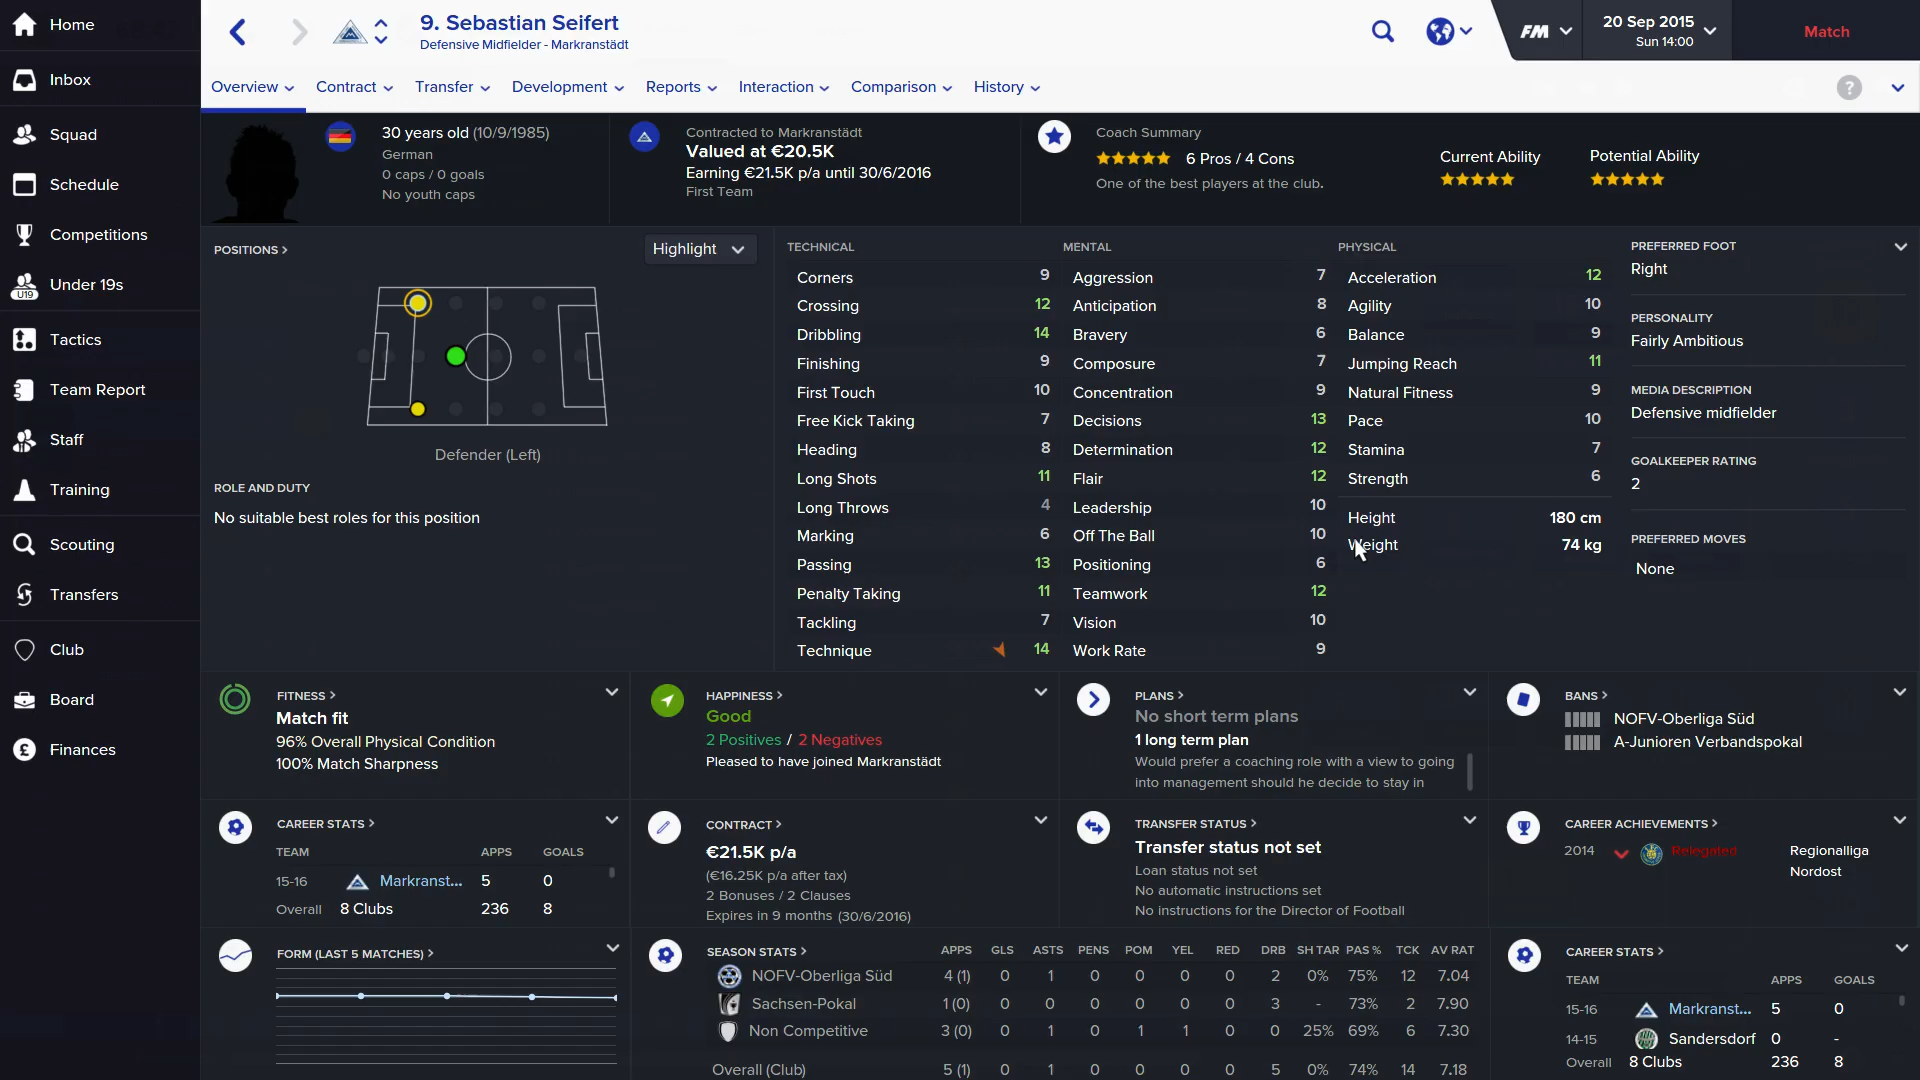 Home
Inbox
Squad
Schedule
Competitions
U19
Under 19s
Tactics
Team Report
Staff
Training
Scouting
Transfers
Club
Board
Finances
9. Sebastian Seifert
Defensive Midfielder - Markranstädt
FM
20 Sep 2015
Sun 14:00
Match
Overview
Contract
Transfer
Development
Reports
Interaction
Comparison
History
?
30 years old (10/9/1985)
German
0 caps / 0 goals
No youth caps
Contracted to Markranstädt
Valued at €20.5K
Earning €21.5K p/a until 30/6/2016
First Team
Coach Summary
6 Pros / 4 Cons
One of the best players at the club.
Current Ability
Potential Ability
POSITIONS >
Highlight
Defender (Left)
ROLE AND DUTY
No suitable best roles for this position
TECHNICAL
Corners 9
Crossing 12
Dribbling 14
Finishing 9
First Touch 10
Free Kick Taking 7
Heading 8
Long Shots 11
Long Throws 4
Marking 6
Passing 13
Penalty Taking 11
Tackling 7
Technique 14
MENTAL
Aggression 7
Anticipation 8
Bravery 6
Composure 7
Concentration 9
Decisions 13
Determination 12
Flair 12
Leadership 10
Off The Ball 10
Positioning 6
Teamwork 12
Vision 10
Work Rate 9
PHYSICAL
Acceleration 12
Agility 10
Balance 9
Jumping Reach 11
Natural Fitness 9
Pace 10
Stamina 7
Strength 6
Height 180 cm
Weight 74 kg
PREFERRED FOOT
Right
PERSONALITY
Fairly Ambitious
MEDIA DESCRIPTION
Defensive midfielder
GOALKEEPER RATING
2
PREFERRED MOVES
None
FITNESS >
Match fit
96% Overall Physical Condition
100% Match Sharpness
HAPPINESS >
Good
2 Positives / 2 Negatives
Pleased to have joined Markranstädt
PLANS >
No short term plans
1 long term plan
Would prefer a coaching role with a view to going
into management should he decide to stay in
BANS >
NOFV-Oberliga Süd
A-Junioren Verbandspokal
CAREER STATS >
TEAM APPS GOALS
15-16 Markranst... 5 0
Overall 8 Clubs 236 8
CONTRACT >
€21.5K p/a
(€16.25K p/a after tax)
2 Bonuses / 2 Clauses
Expires in 9 months (30/6/2016)
TRANSFER STATUS >
Transfer status not set
Loan status not set
No automatic instructions set
No instructions for the Director of Football
CAREER ACHIEVEMENTS >
2014 Relegated Regionalliga
Nordost
FORM (LAST 5 MATCHES) >
SEASON STATS > APPS GLS ASTS PENS POM YEL RED DRB SH TAR PAS % TCK AV RAT
NOFV-Oberliga Süd 4 (1) 0 1 0 0 0 0 2 0% 75% 12 7.04
Sachsen-Pokal 1 (0) 0 0 0 0 0 0 3 - 73% 2 7.90
Non Competitive 3 (0) 0 1 0 1 1 0 0 25% 69% 6 7.30
Overall (Club) 5 (1) 0 1 0 0 0 0 5 0% 74% 14 7.18
CAREER STATS >
TEAM APPS GOALS
15-16 Markranst... 5 0
14-15 Sandersdorf 0 -
Overall 8 Clubs 236 8